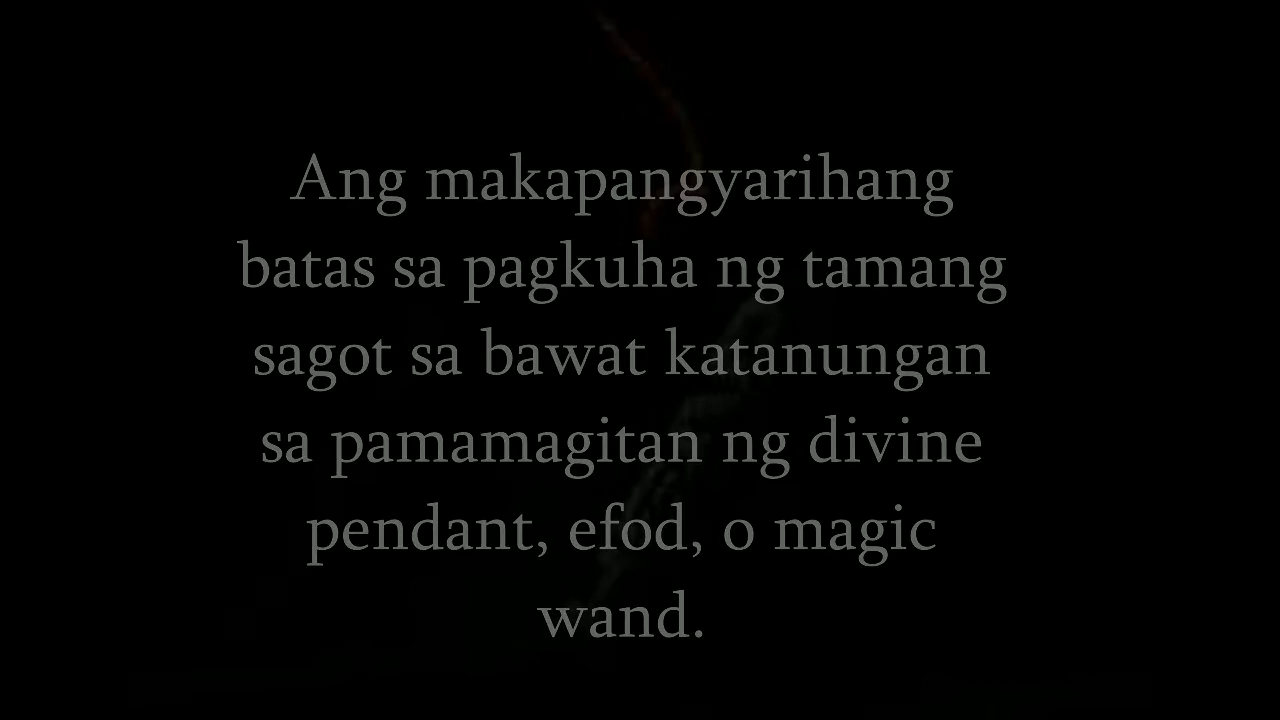 Ang makapangyarihang
batas sa pagkuha ng tamang
sagot sa bawat katanungan
sa pamamagitan ng divine
pendant, efod, o magic
wand.